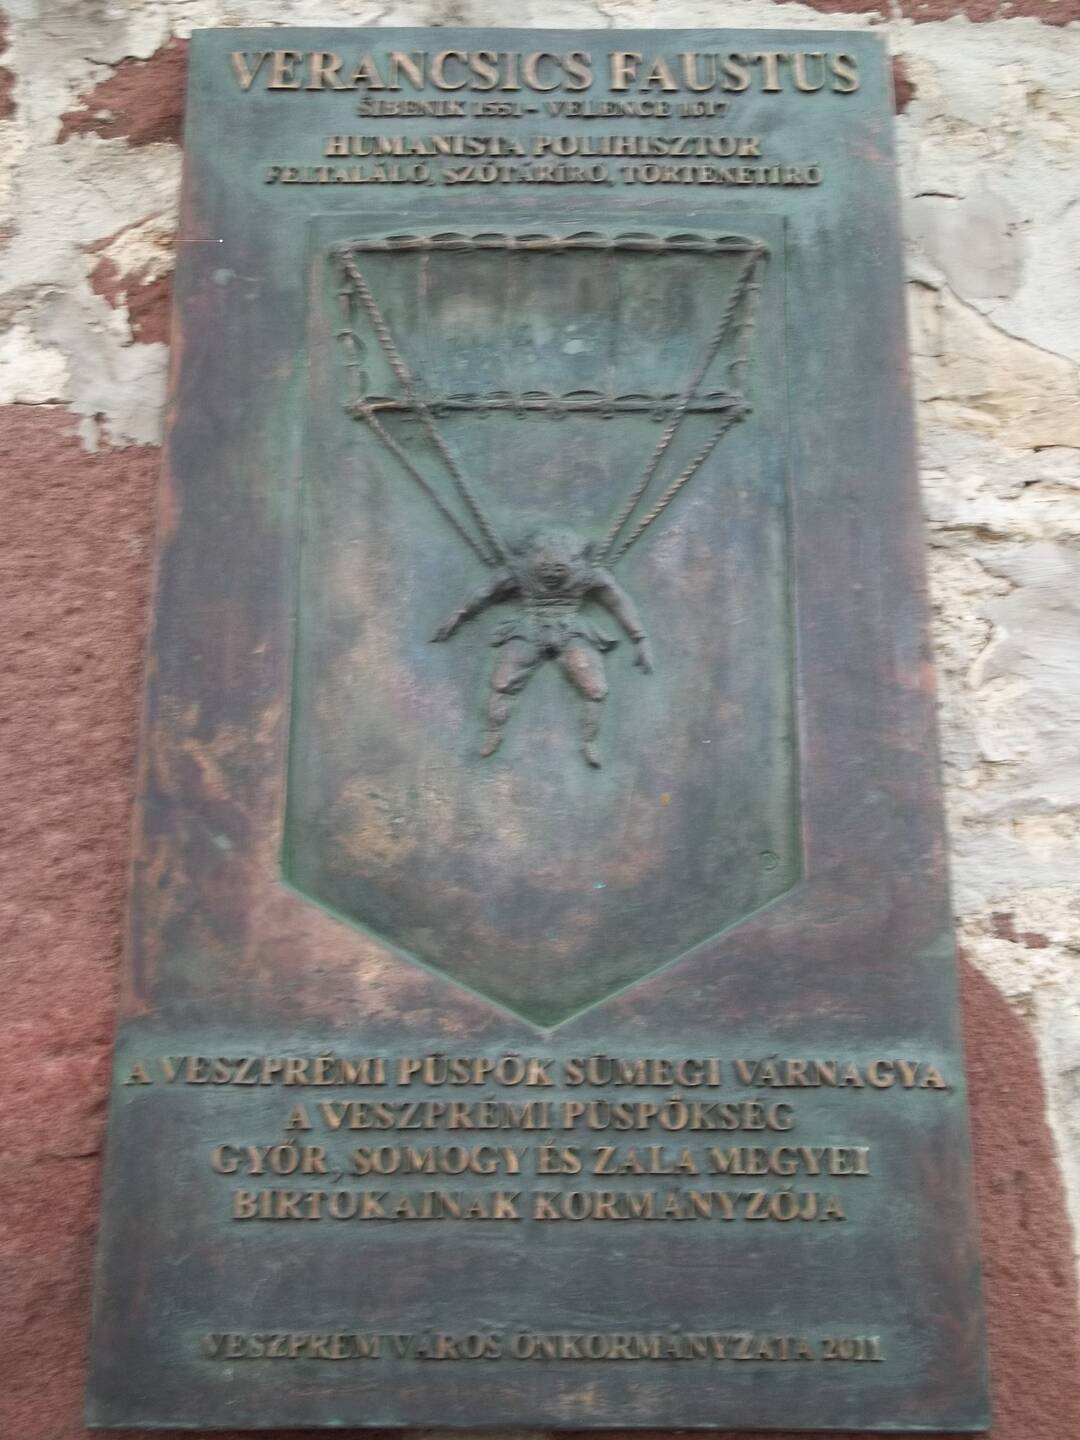 VERANCSICS FAUSTUS
ŠIBENIK 1551 - VELENCE 1617
HUMANISTA POLIHISZTOR
FELTALÁLÓ, SZÓTÁRÍRÓ, TÖRTÉNETÍRÓ
A VESZPRÉMI PÜSPÖK SÜMEGI VÁRNAGYA,
A VESZPRÉMI PÜSPÖKSÉG
GYŐR, SOMOGY ÉS ZALA MEGYEI
BIRTOKAINAK KORMÁNYZÓJA
VESZPRÉM VÁROS ÖNKORMÁNYZATA 2011